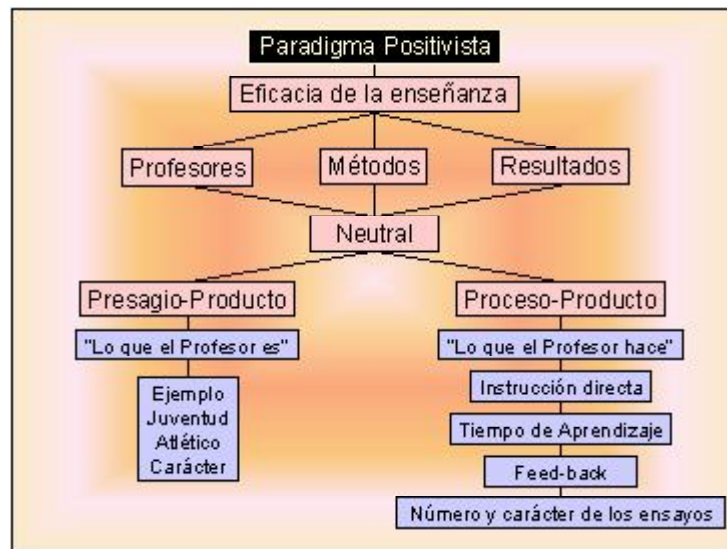 Paradigma Positivista
Eficacia de la enseñanza
Profesores
Métodos
Resultados
Neutral
Presagio-Producto
Proceso-Producto
"Lo que el Profesor es"
"Lo que el Profesor hace"
Ejemplo
Juventud
Atlético
Carácter
Instrucción directa
Tiempo de Aprendizaje
Feed-back
Número y carácter de los ensayos